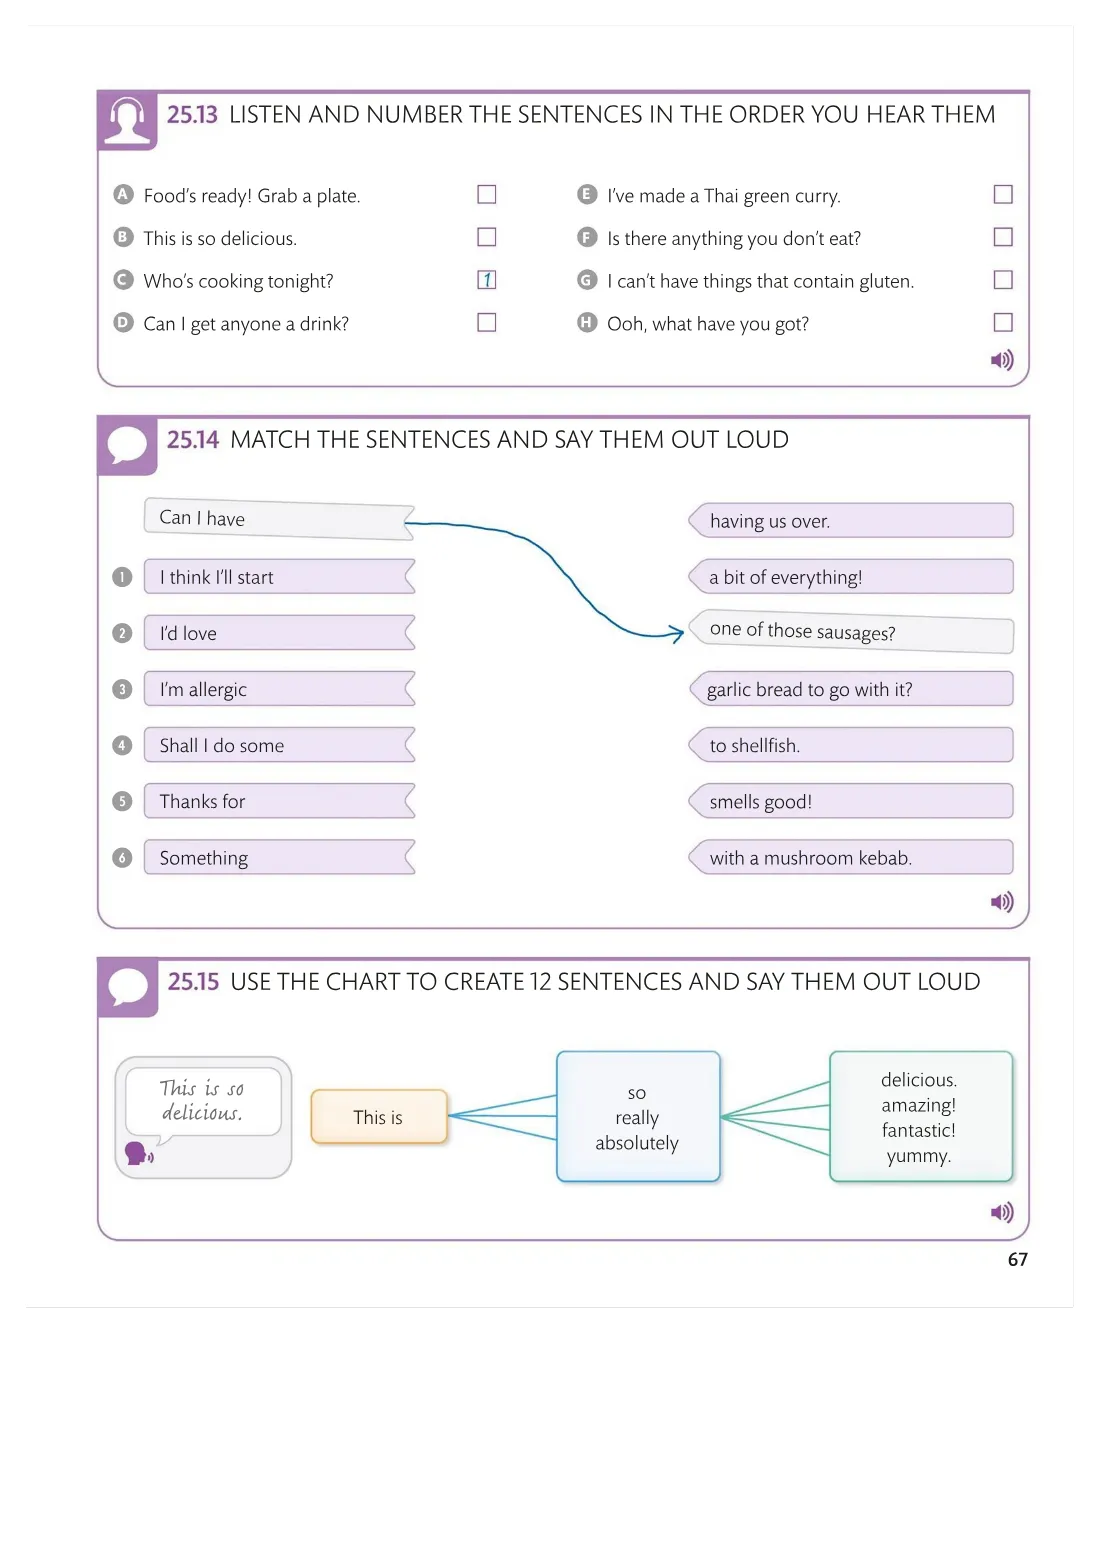 25.13 LISTEN AND NUMBER THE SENTENCES IN THE ORDER YOU HEAR THEM
A Food's ready! Grab a plate.
B This is so delicious.
C Who's cooking tonight? 1
D Can I get anyone a drink?
E I've made a Thai green curry.
F Is there anything you don't eat?
G I can't have things that contain gluten.
H Ooh, what have you got?
25.14 MATCH THE SENTENCES AND SAY THEM OUT LOUD
Can I have
1 I think I'll start
2 I'd love
3 I'm allergic
4 Shall I do some
5 Thanks for
6 Something
having us over.
a bit of everything!
one of those sausages?
garlic bread to go with it?
to shellfish.
smells good!
with a mushroom kebab.
25.15 USE THE CHART TO CREATE 12 SENTENCES AND SAY THEM OUT LOUD
This is so
delicious.
This is
so
really
absolutely
delicious.
amazing!
fantastic!
yummy.
67